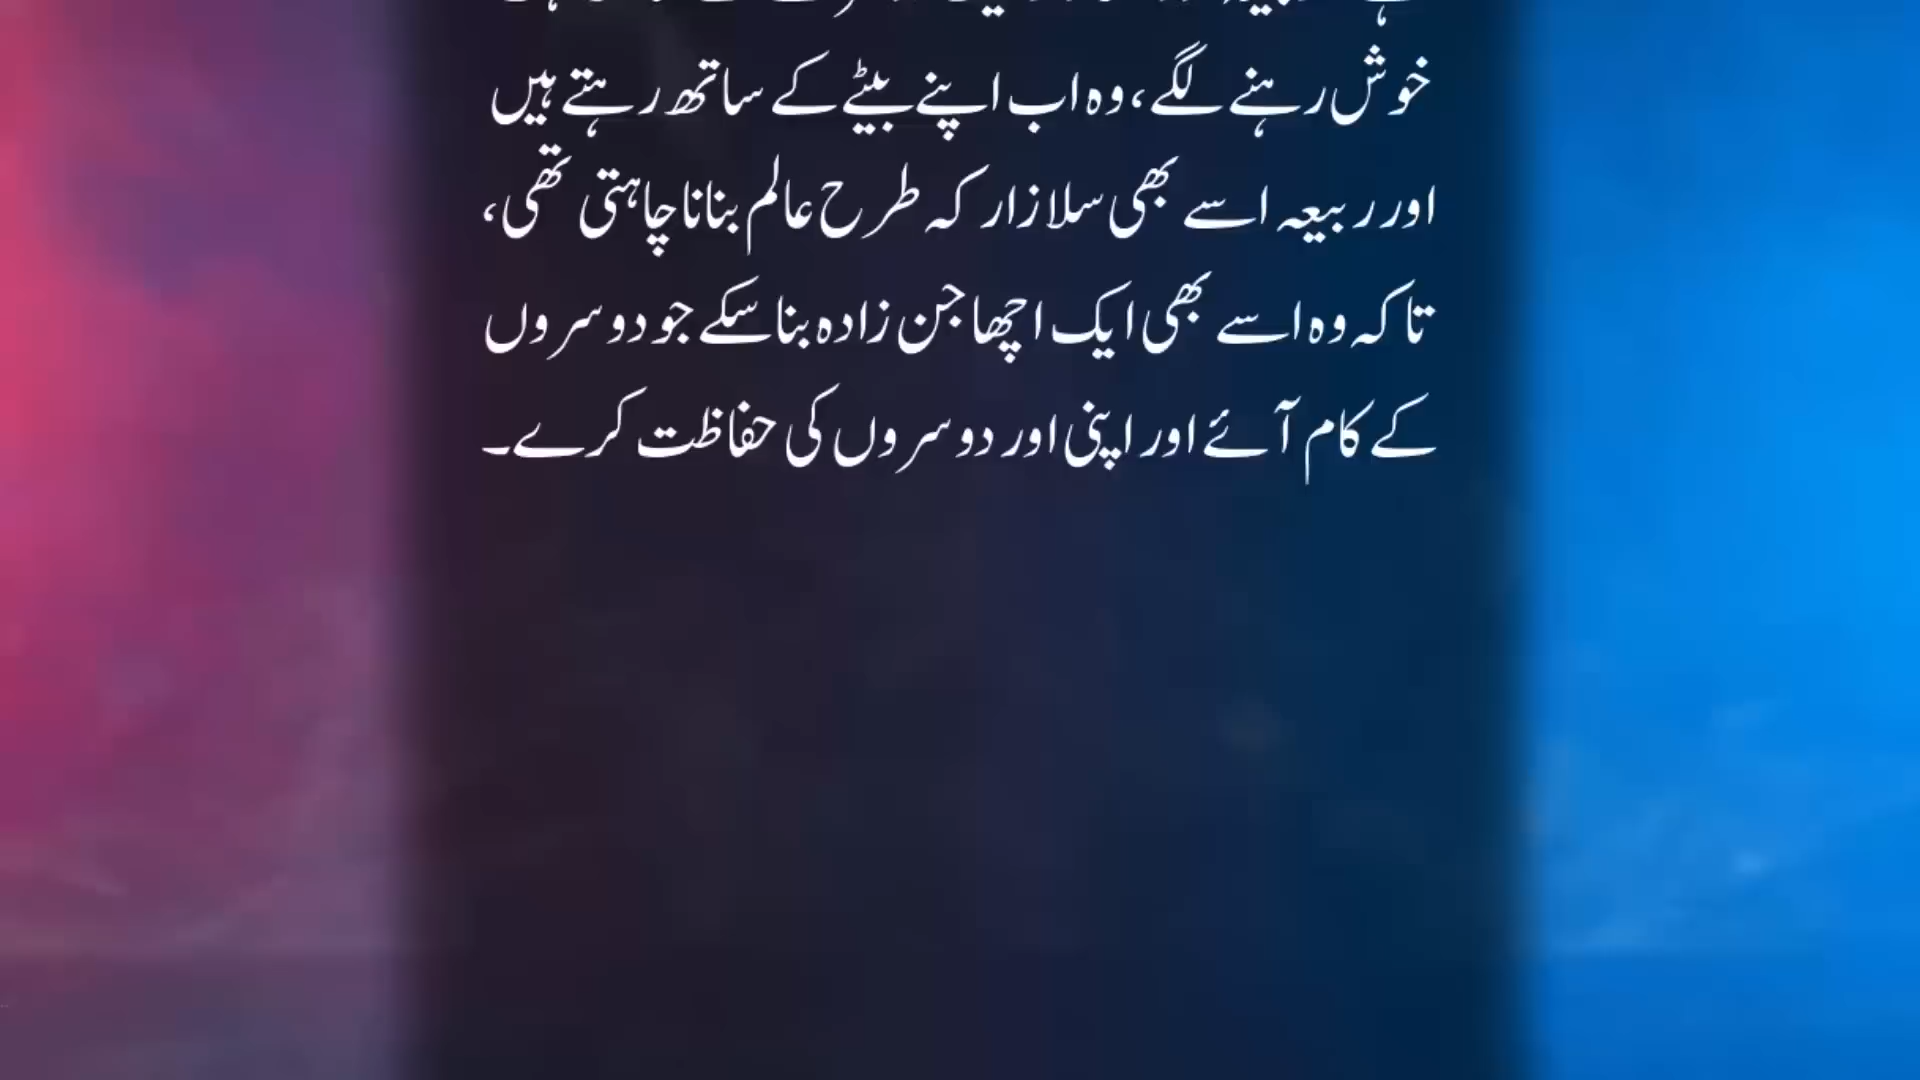 خوش رہنے لگے، وہ اب اپنے بیٹے کے ساتھ رہتے ہیں
اور ربیعہ اسے بھی سلازار کہ طرح عالم بنانا چاہتی تھی،
تاکہ وہ اسے بھی ایک اچھا جن زادہ بنا سکے جو دوسروں
کے کام آئے اور اپنی اور دوسروں کی حفاظت کرے۔